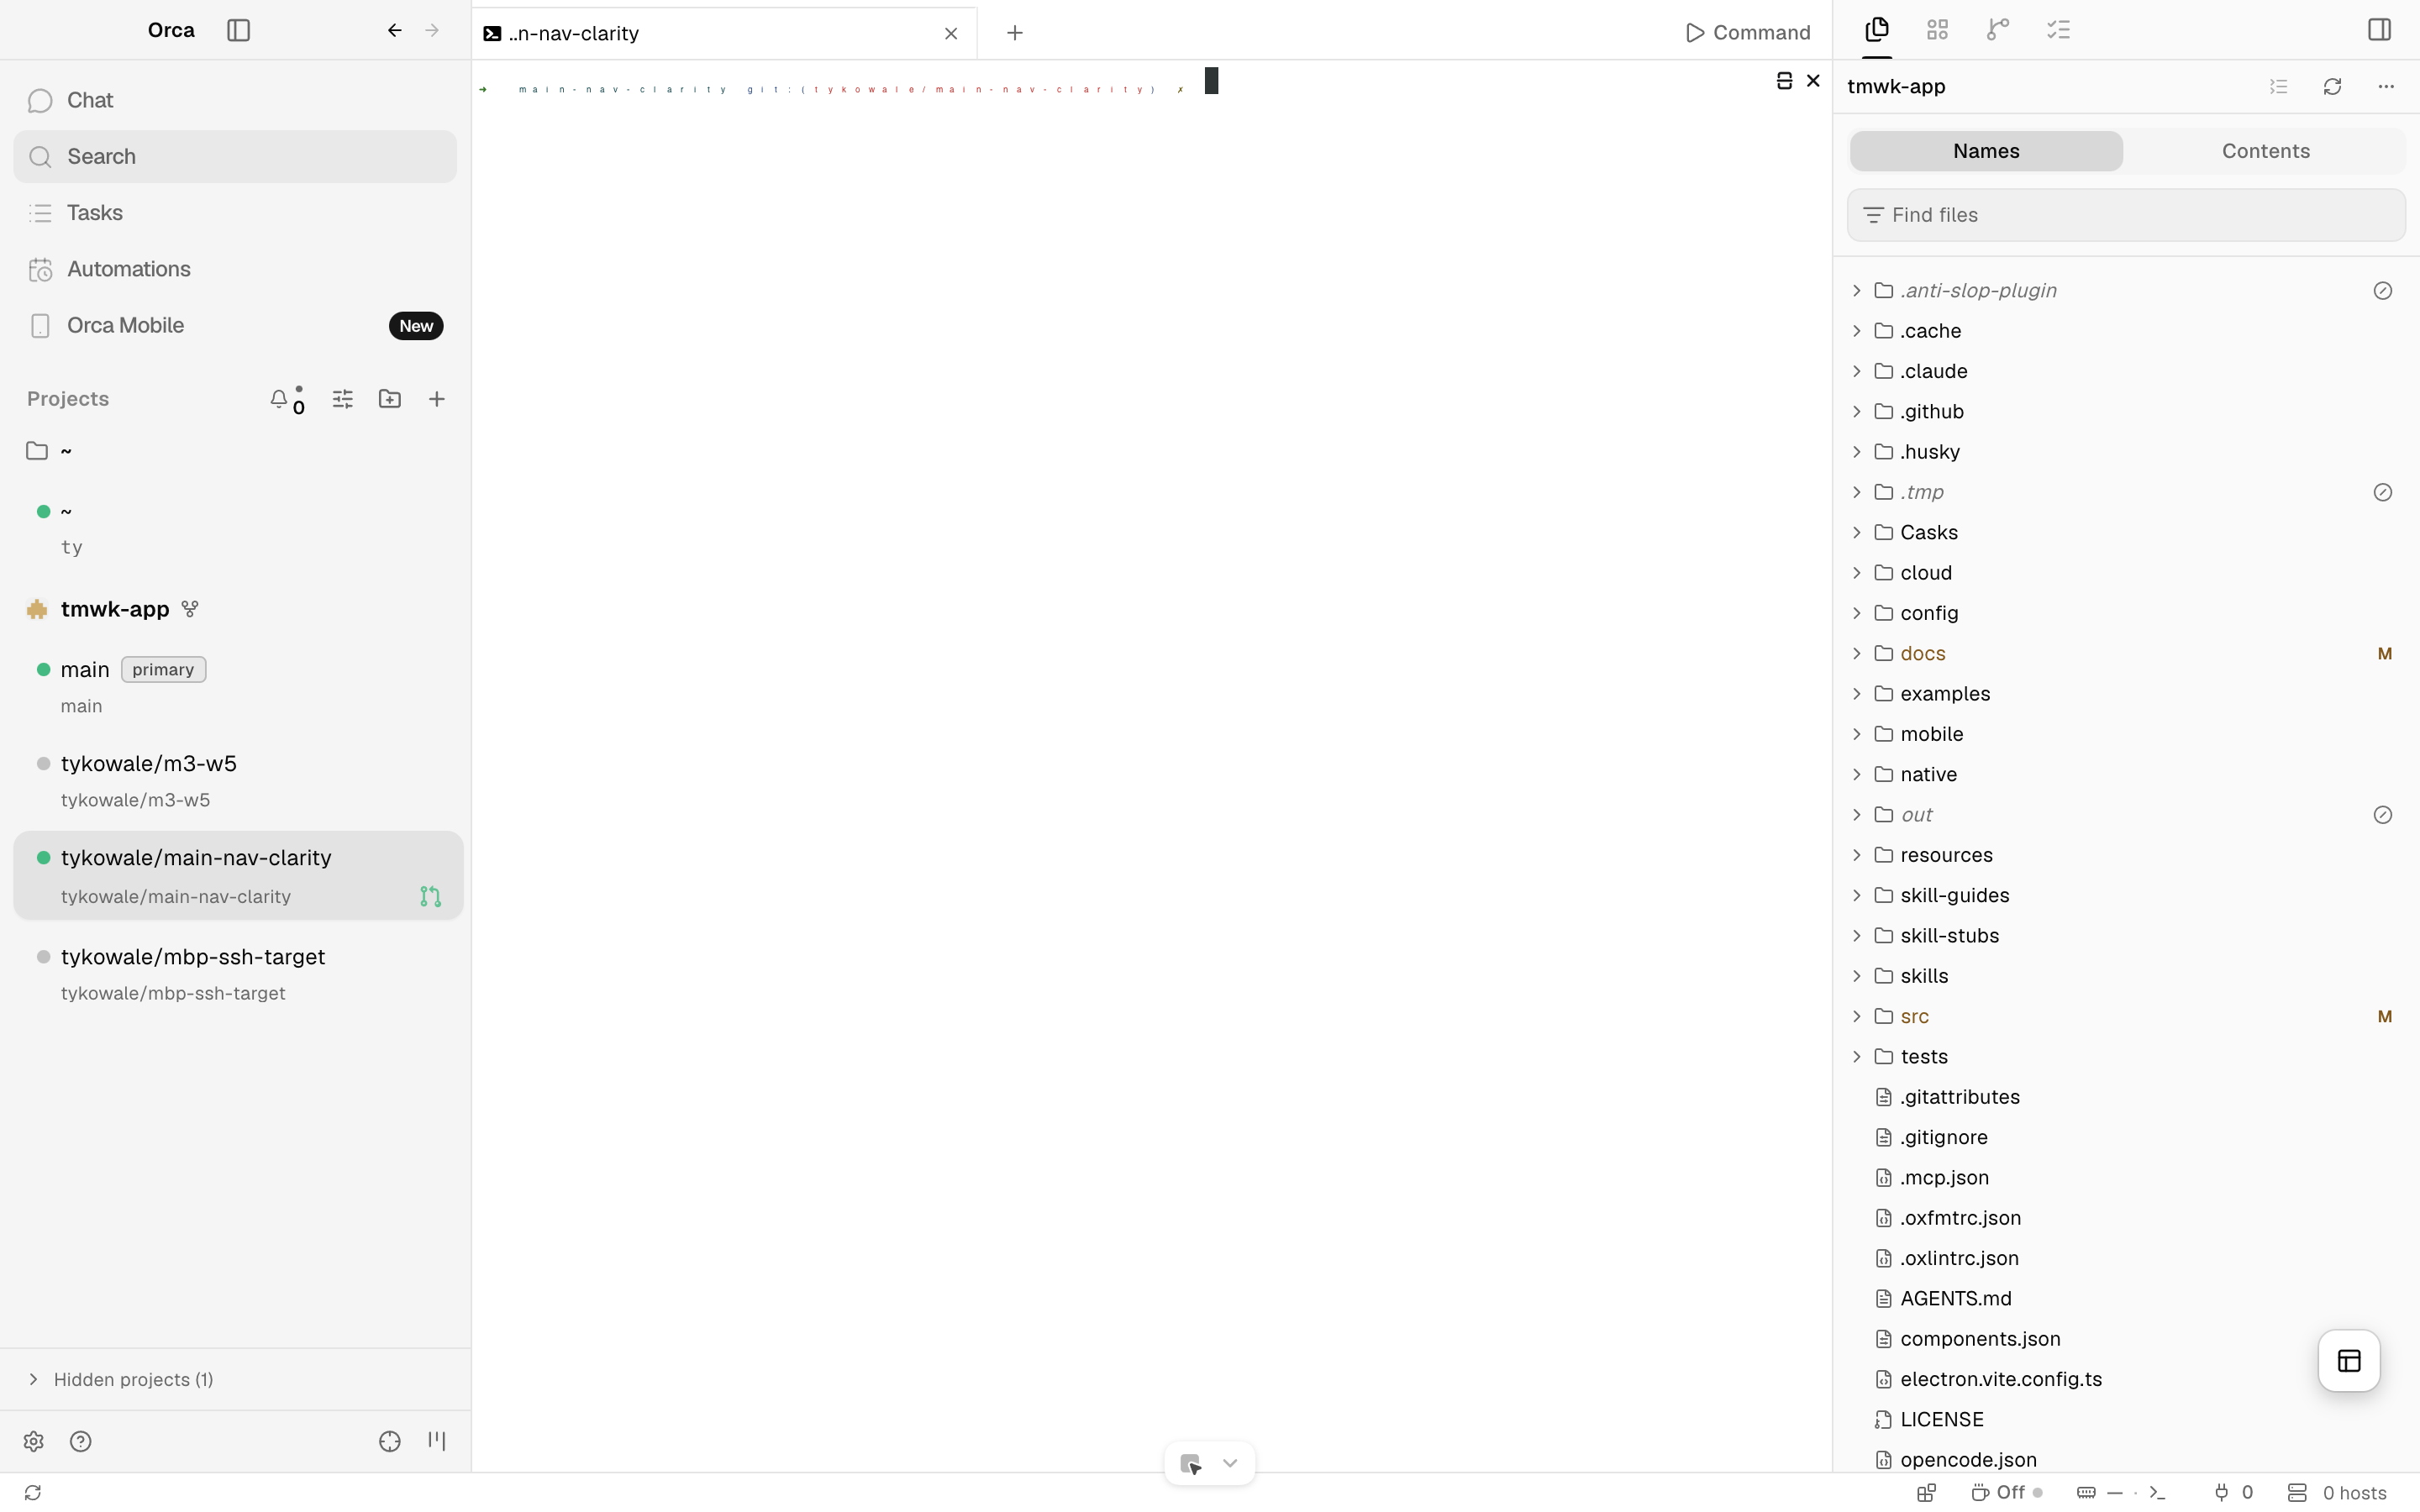 Orca
Chat
Search
Tasks
Automations
Orca Mobile New
Projects 0
~
~
ty
tmwk-app
main primary
main
tykowale/m3-w5
tykowale/m3-w5
tykowale/main-nav-clarity
tykowale/main-nav-clarity
tykowale/mbp-ssh-target
tykowale/mbp-ssh-target
Hidden projects (1)
..n-nav-clarity
Command
➜ main-nav-clarity git:(tykowale/main-nav-clarity) ✗
tmwk-app
Names Contents
Find files
.anti-slop-plugin
.cache
.claude
.github
.husky
.tmp
Casks
cloud
config
docs M
examples
mobile
native
out
resources
skill-guides
skill-stubs
skills
src M
tests
.gitattributes
.gitignore
.mcp.json
.oxfmtrc.json
.oxlintrc.json
AGENTS.md
components.json
electron.vite.config.ts
LICENSE
opencode.json
Off — · 0 0 hosts